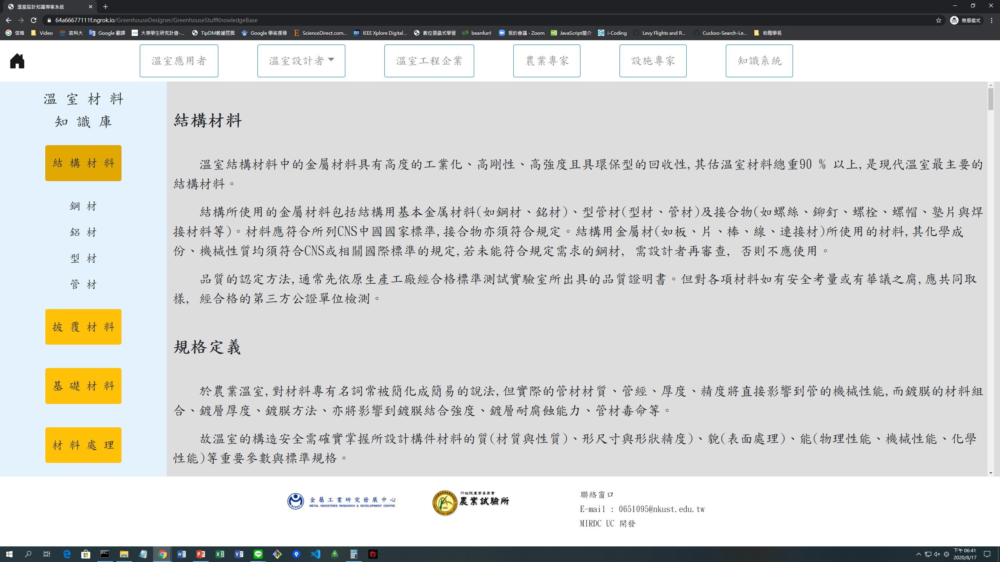 溫室設計知識專家系統
64a66677111f.ngrok.io/GreenhouseDesigner/GreenhouseStuffKnowledgeBase
無痕模式
信箱 Video 高科大 Google 翻譯 大專學生研究計畫-... TipDM數據挖掘 Google 學術搜尋 ScienceDirect.com... IEEE Xplore Digital... 數位遊戲式學習 beanfun! 我的會議 - Zoom JavaScript簡介 i-Coding Levy Flights and R... Cuckoo-Search-Le... 柏翰學長
溫室應用者 溫室設計者 溫室工程企業 農業專家 設施專家 知識系統
溫室材料
知識庫
結構材料
鋼材
鋁材
型材
管材
披覆材料
基礎材料
材料處理
結構材料
溫室結構材料中的金屬材料具有高度的工業化、高剛性、高強度且具環保型的回收性,其估温室材料總重90 % 以上,是現代溫室最主要的
結構材料。
結構所使用的金屬材料包括結構用基本金属材料(如鋼材、鋁材)、型管材(型材、管材)及接合物(如螺絲、鉚釘、螺栓、螺帽、墊片與焊
接材料等)。材料應符合所列CNS中國國家標準,接合物亦須符合規定。結構用金屬材(如板、片、棒、線、連接材)所使用的材料,其化學成
份、機械性質均須符合CNS或相關國際標準的規定,若未能符合規定需求的鋼材, 需設計者再審查, 否則不應使用。
品質的認定方法,通常先依原生產工廠經合格標準測試實驗室所出具的品質證明書。但對各項材料如有安全考量或有華議之腐,應共同取
樣, 經合格的第三方公證單位檢測。
規格定義
於農業溫室,對材料專有名詞常被簡化成簡易的說法,但實際的管材材質、管經、厚度、精度將直接影響到管的機械性能,而鍍膜的材料組
合、鍍層厚度、鍍膜方法、亦將影響到鍍膜結合強度、鍍層耐腐蝕能力、管材毒命等。
故溫室的構造安全需確實掌握所設計構件材料的質(材質與性質)、形尺寸與形狀精度)、貌(表面處理)、能(物理性能、機械性能、化學
性能)等重要參數與標準規格。
MIRDC
金屬工業研究發展中心
METAL INDUSTRIES RESEARCH & DEVELOPMENT CENTRE
1895
行政院農業委員會
農業試驗所
聯絡窗口
E-mail : 0651095@nkust.edu.tw
MIRDC UC 開發
下午 06:41
2020/8/17